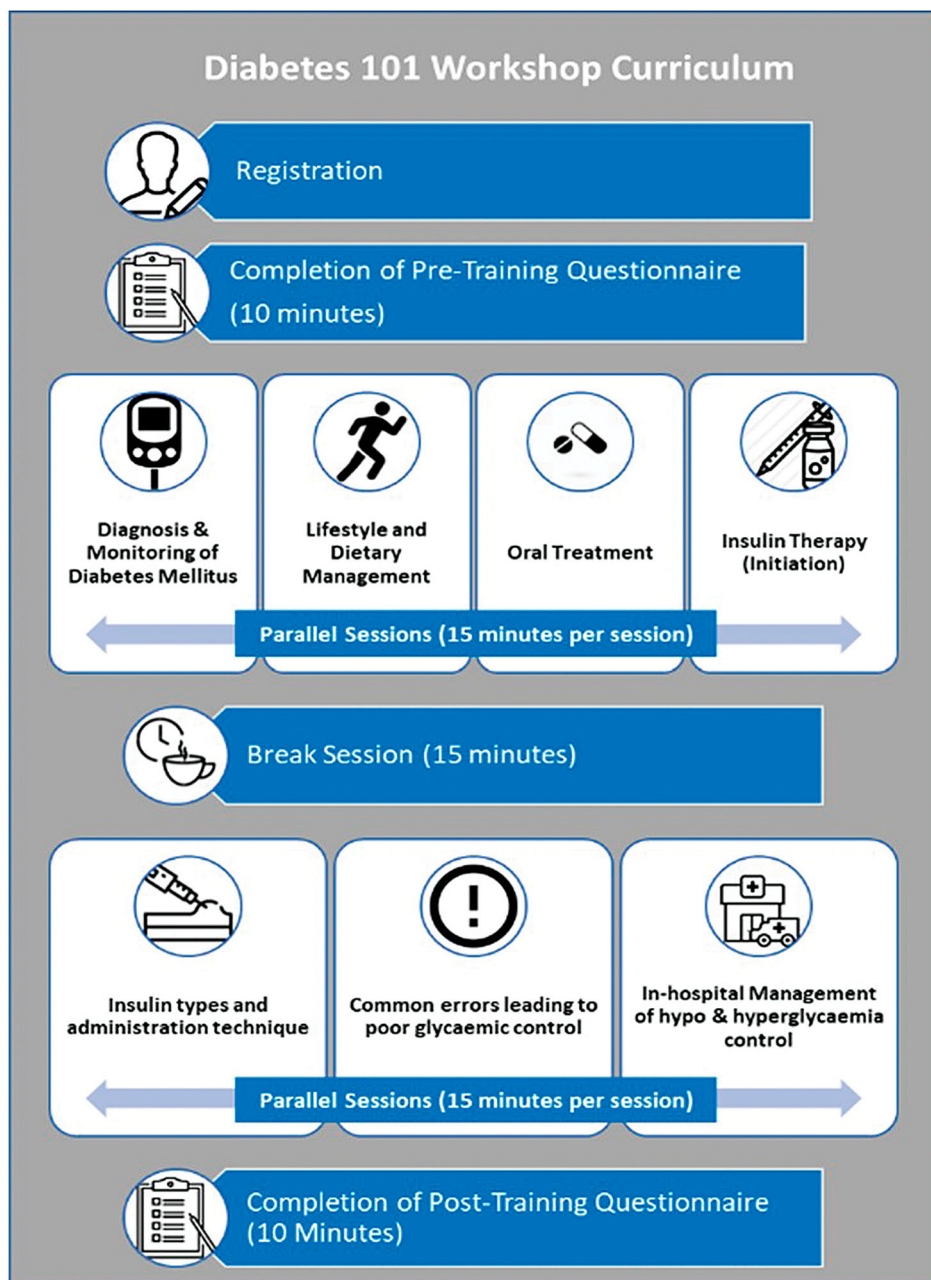 Diabetes 101 Workshop Curriculum
Registration
Completion of Pre-Training Questionnaire
(10 minutes)
Diagnosis &
Monitoring of
Diabetes Mellitus
Lifestyle and
Dietary
Management
Oral Treatment
Insulin Therapy
(Initiation)
Parallel Sessions (15 minutes per session)
Break Session (15 minutes)
Insulin types and
administration technique
Common errors leading to
poor glycaemic control
In-hospital Management
of hypo & hyperglycaemia
control
Parallel Sessions (15 minutes per session)
Completion of Post-Training Questionnaire
(10 Minutes)